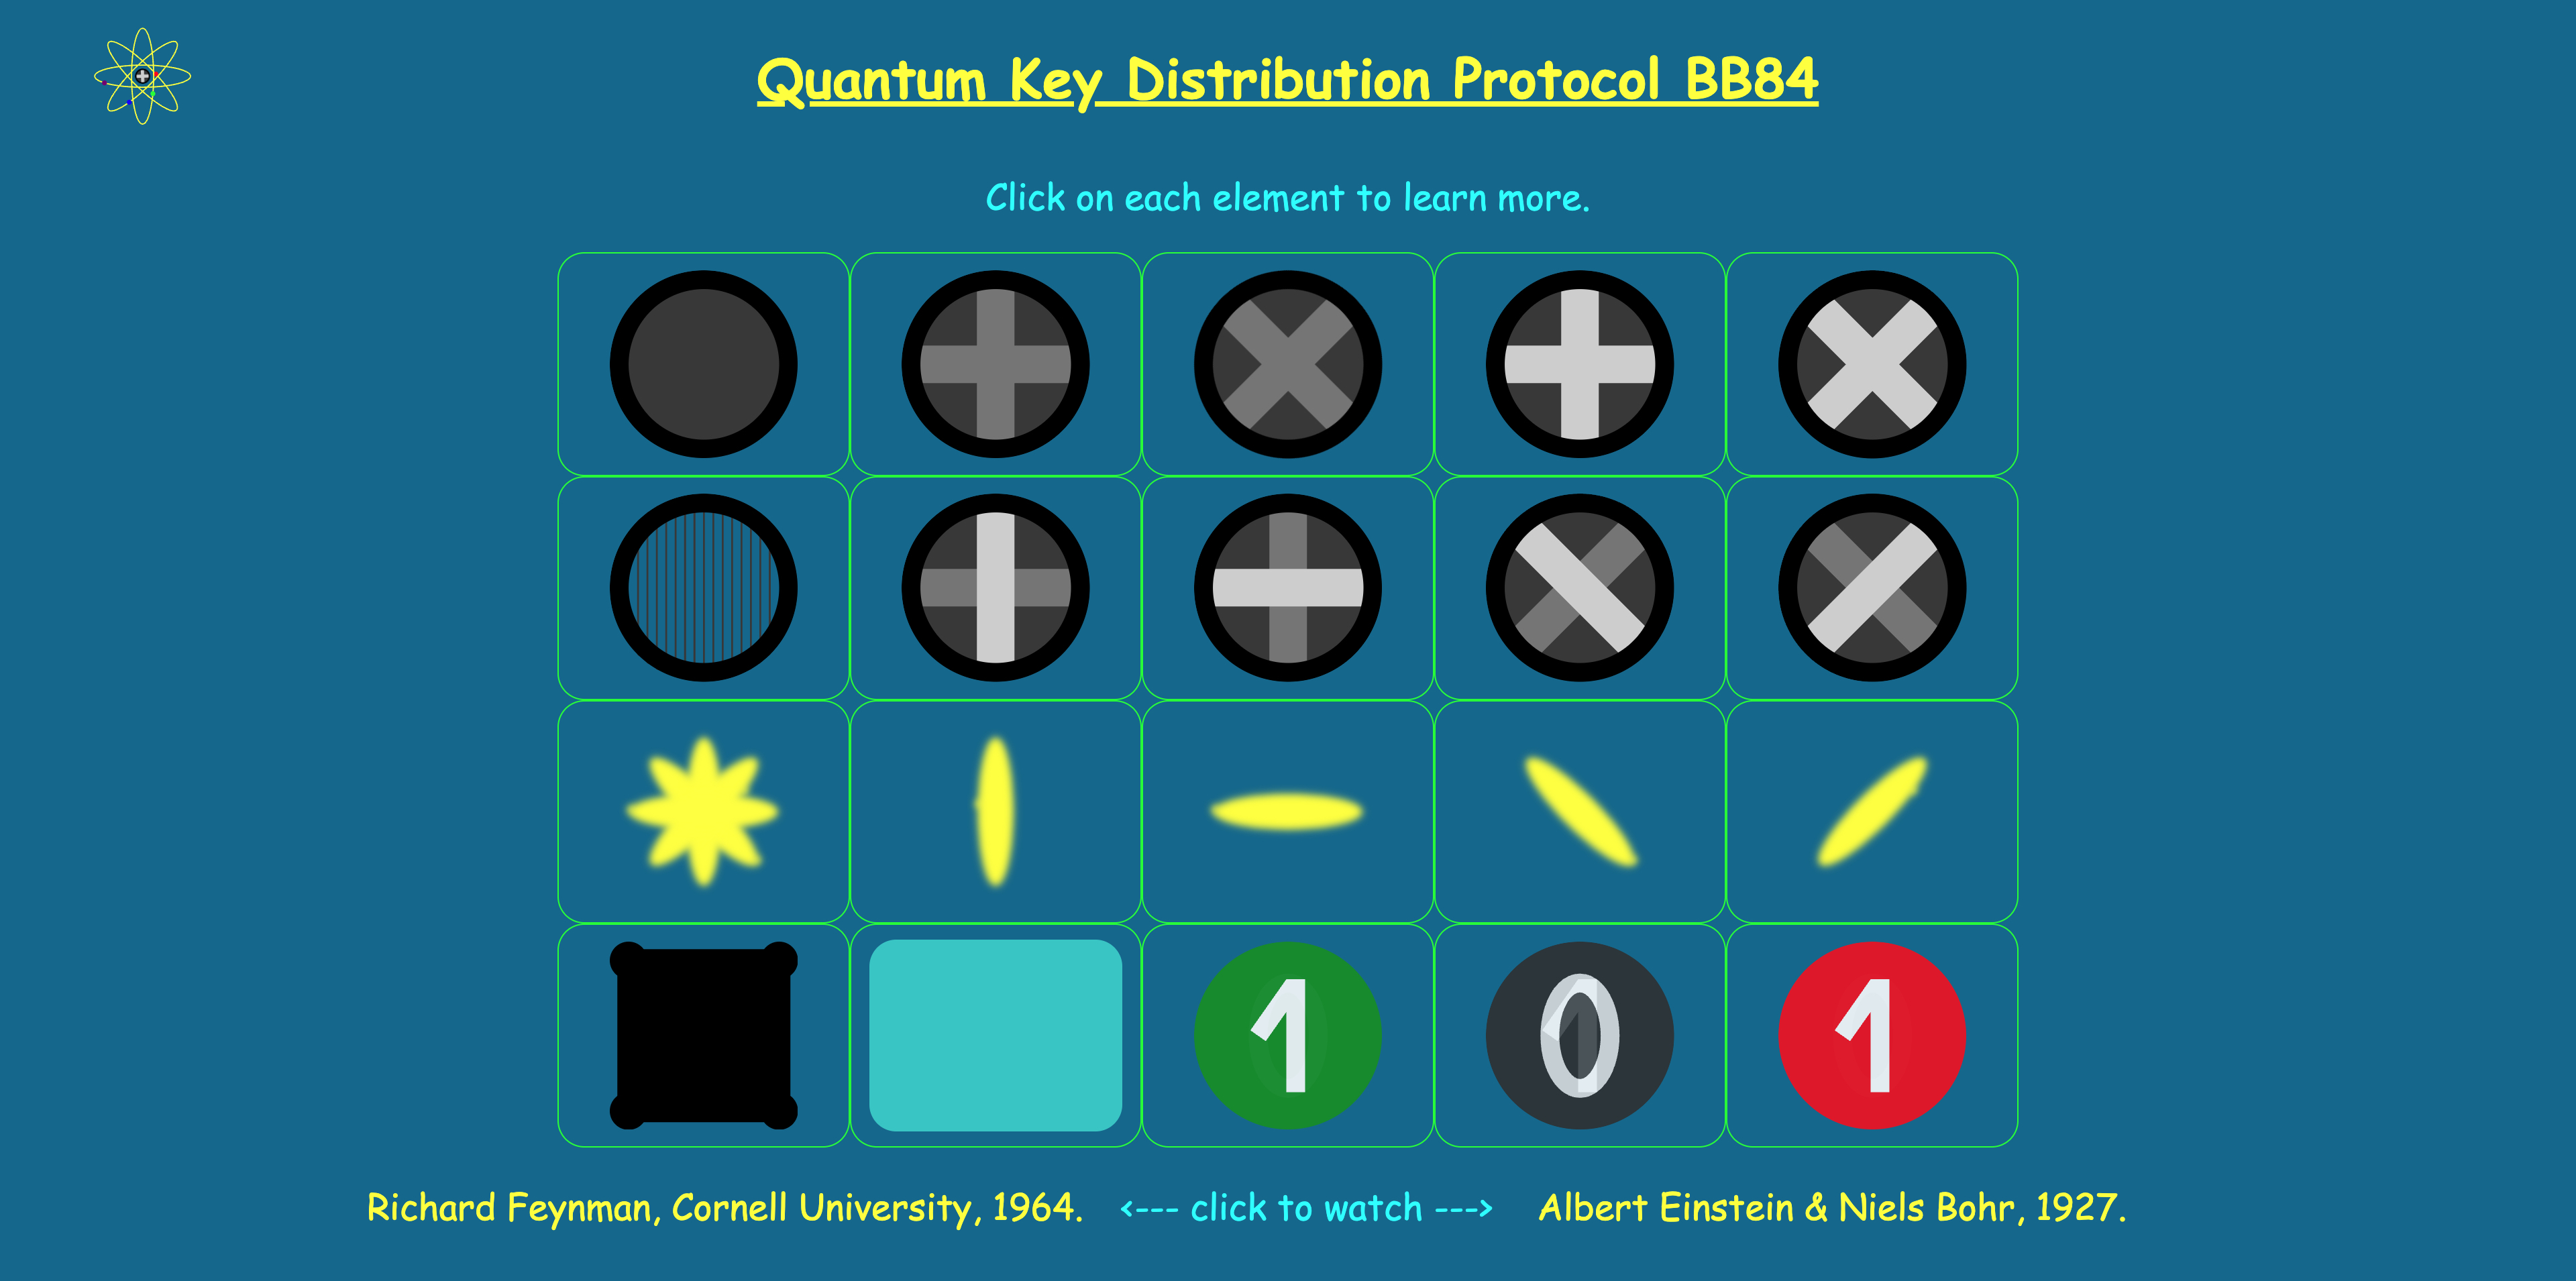 Quantum Key Distribution Protocol BB84
Click on each element to learn more.
1 0 1
Richard Feynman, Cornell University, 1964. <--- click to watch ---> Albert Einstein & Niels Bohr, 1927.